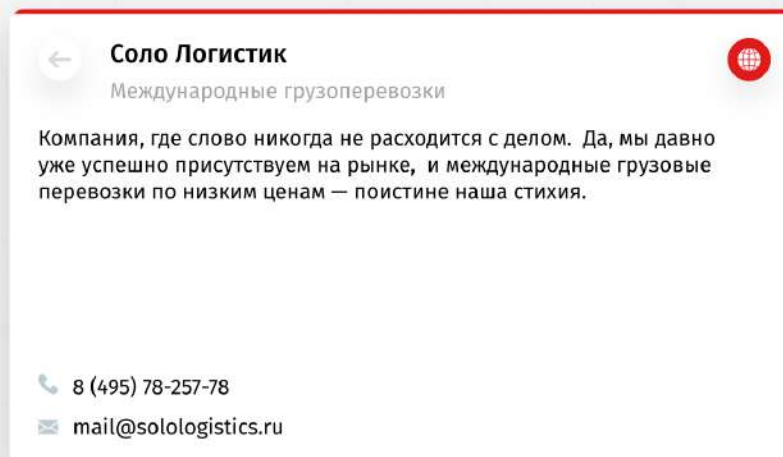 Соло Логистик
Международные грузоперевозки
Компания, где слово никогда не расходится с делом. Да, мы давно
уже успешно присутствуем на рынке, и международные грузовые
перевозки по низким ценам — поистине наша стихия.
8 (495) 78-257-78
mail@solologistics.ru